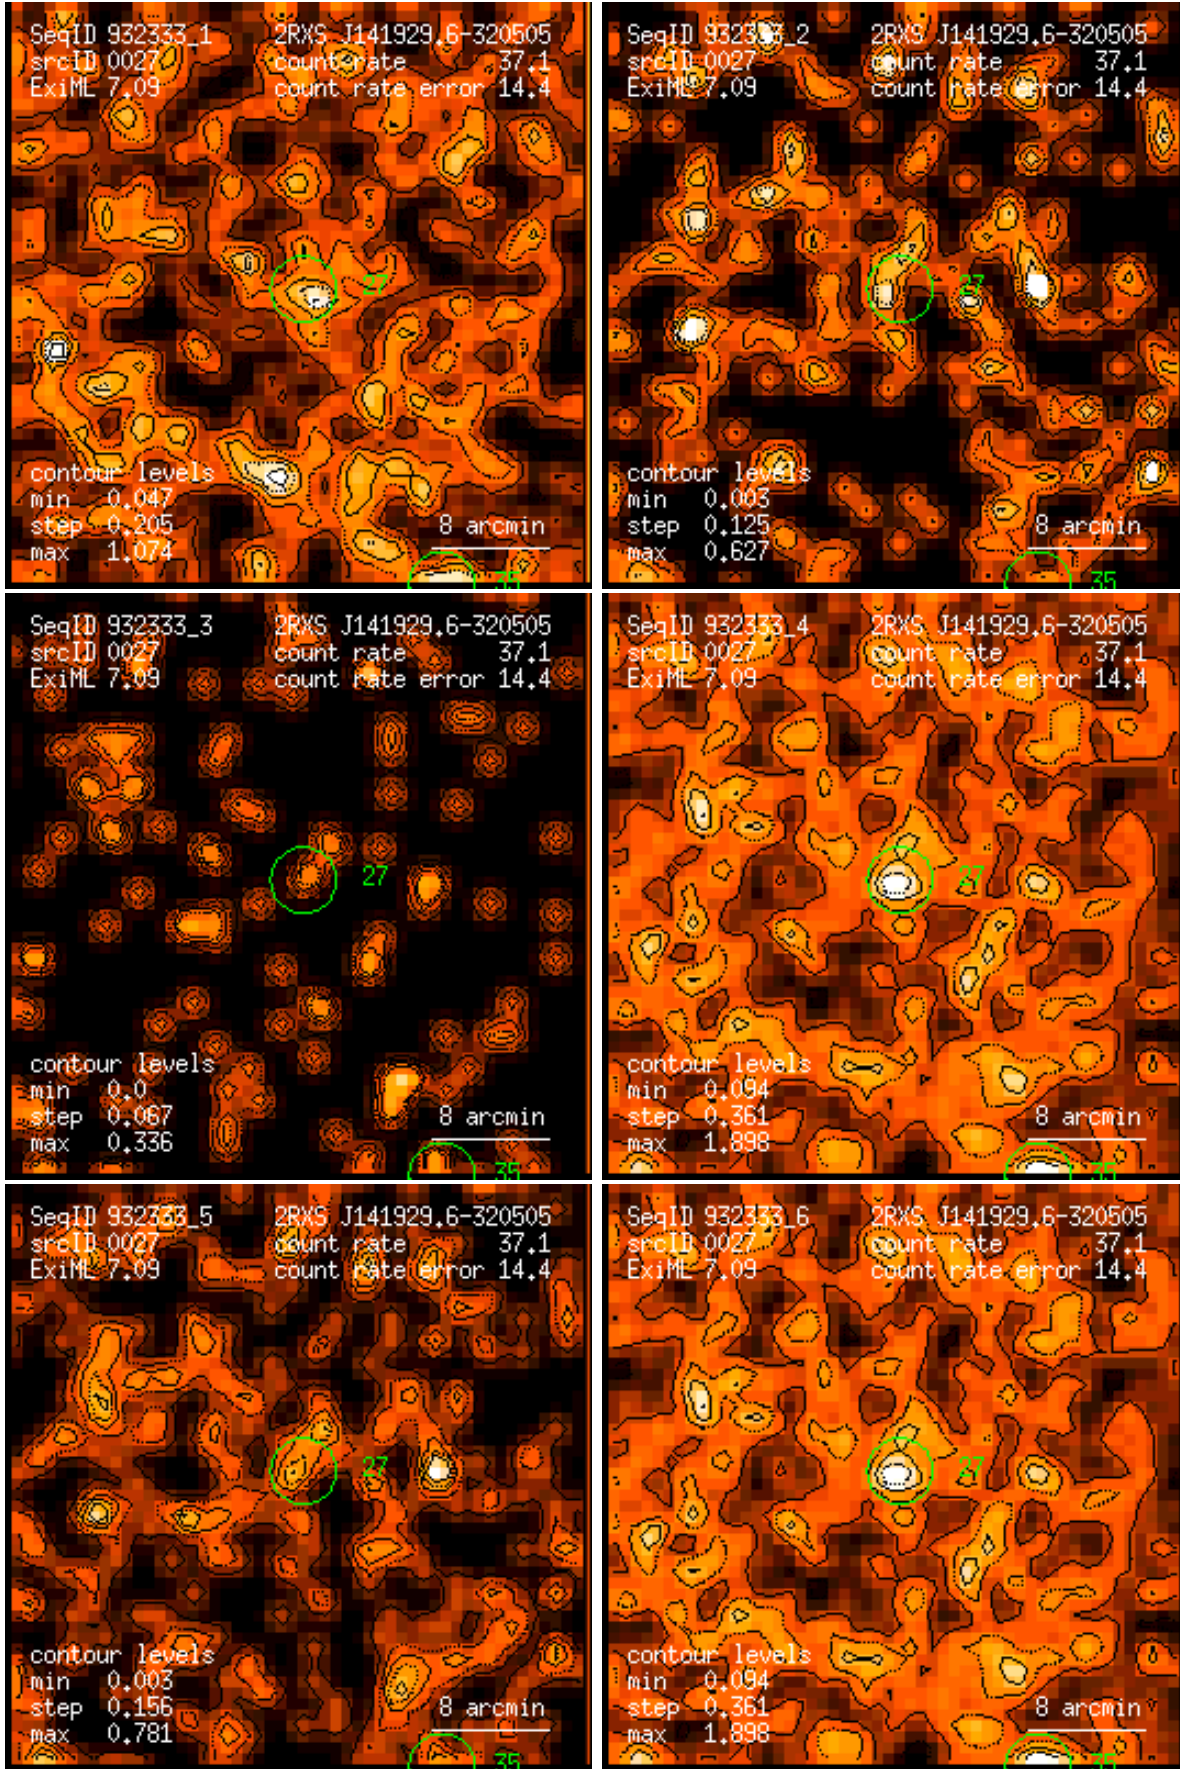 SeqID 932333_1 2RXS J141929.6-320505
srcID 0027 count rate 37.1
ExiML 7.09 count rate error 14.4
27
contour levels
min 0.047
step 0.205 8 arcmin
max 1.074
35
SeqID 932333_2 2RXS J141929.6-320505
srcID 0027 count rate 37.1
ExiML 7.09 count rate error 14.4
27
contour levels
min 0.003
step 0.125 8 arcmin
max 0.627
35
SeqID 932333_3 2RXS J141929.6-320505
srcID 0027 count rate 37.1
ExiML 7.09 count rate error 14.4
27
contour levels
min 0.0
step 0.067 8 arcmin
max 0.336
35
SeqID 932333_4 2RXS J141929.6-320505
srcID 0027 count rate 37.1
ExiML 7.09 count rate error 14.4
27
contour levels
min 0.094
step 0.361 8 arcmin
max 1.898
35
SeqID 932333_5 2RXS J141929.6-320505
srcID 0027 count rate 37.1
ExiML 7.09 count rate error 14.4
27
contour levels
min 0.003
step 0.156 8 arcmin
max 0.781
35
SeqID 932333_6 2RXS J141929.6-320505
srcID 0027 count rate 37.1
ExiML 7.09 count rate error 14.4
27
contour levels
min 0.094
step 0.361 8 arcmin
max 1.898
35